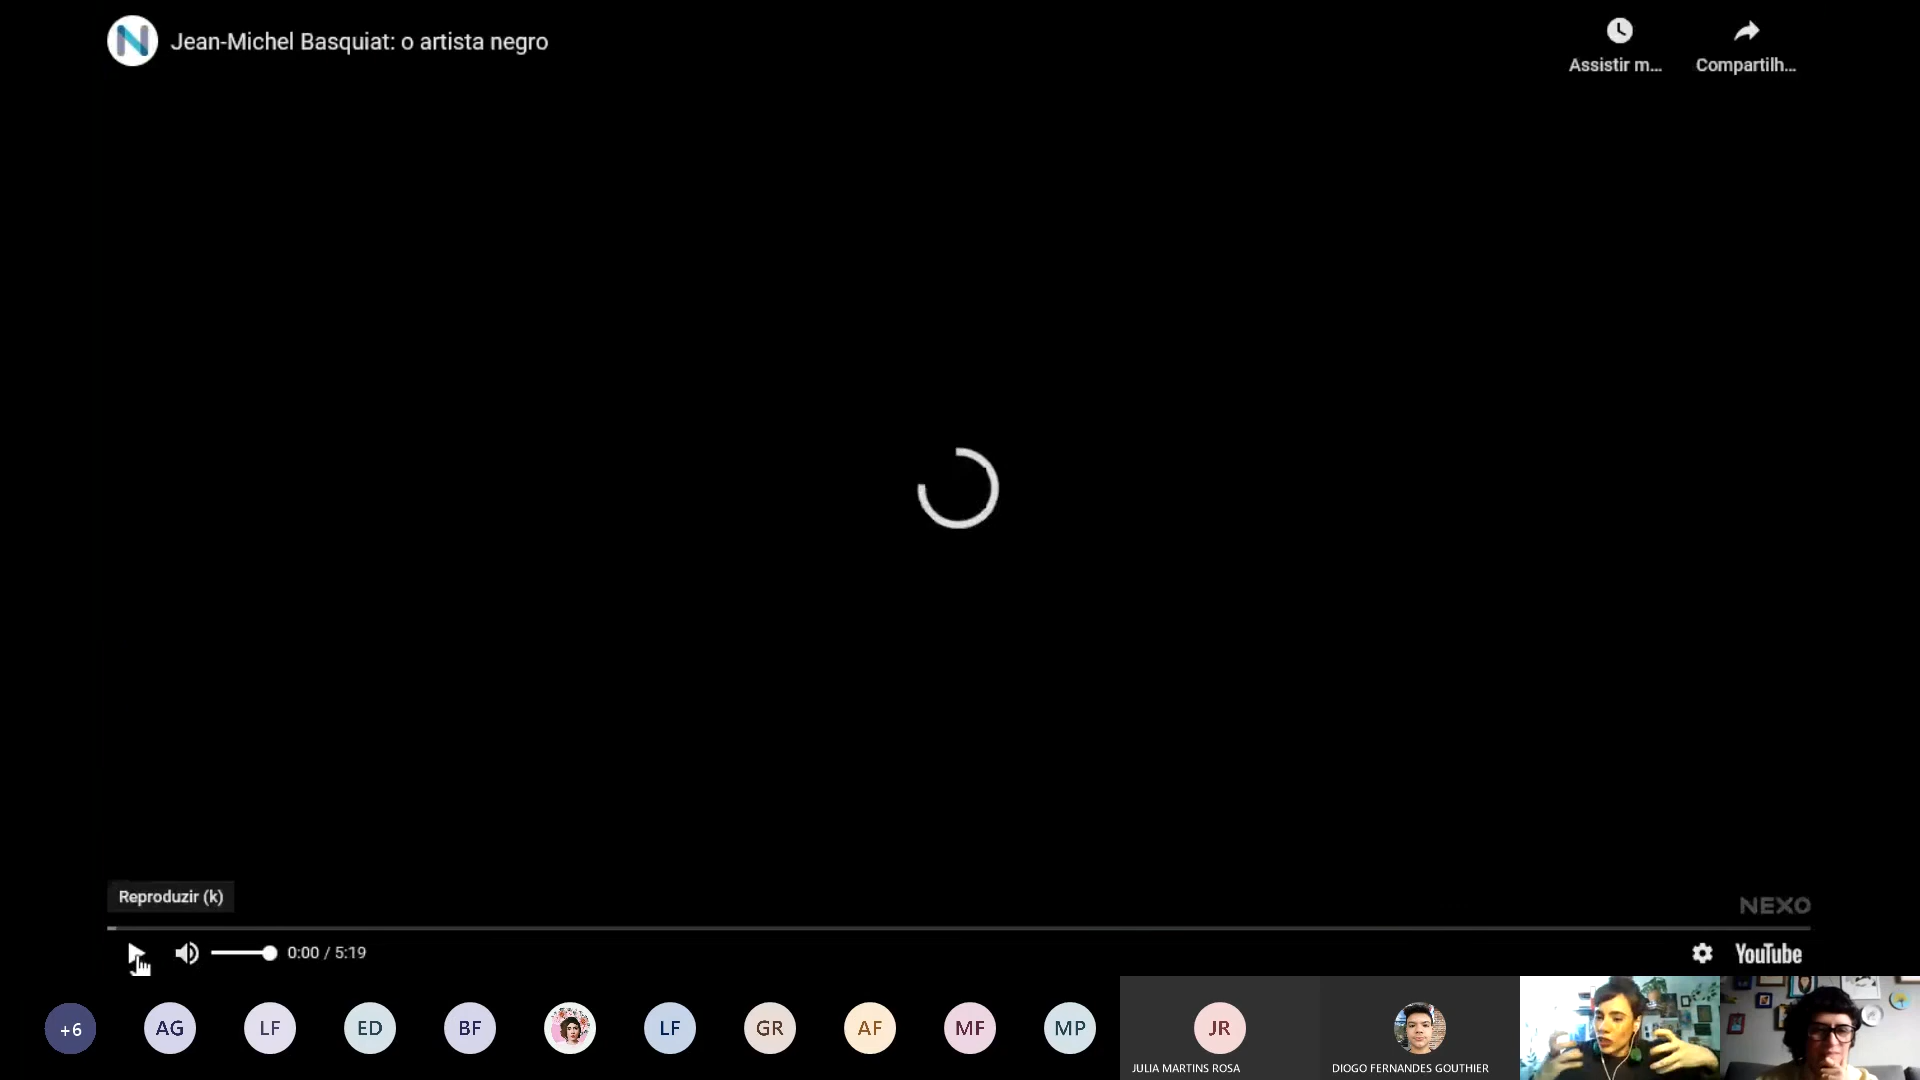 Jean-Michel Basquiat: o artista negro
Assistir m...
Compartilh...
Reproduzir (k)
NEXO
0:00 / 5:19
YouTube
+6
AG
LF
ED
BF
LF
GR
AF
MF
MP
JR
JULIA MARTINS ROSA
DIOGO FERNANDES GOUTHIER